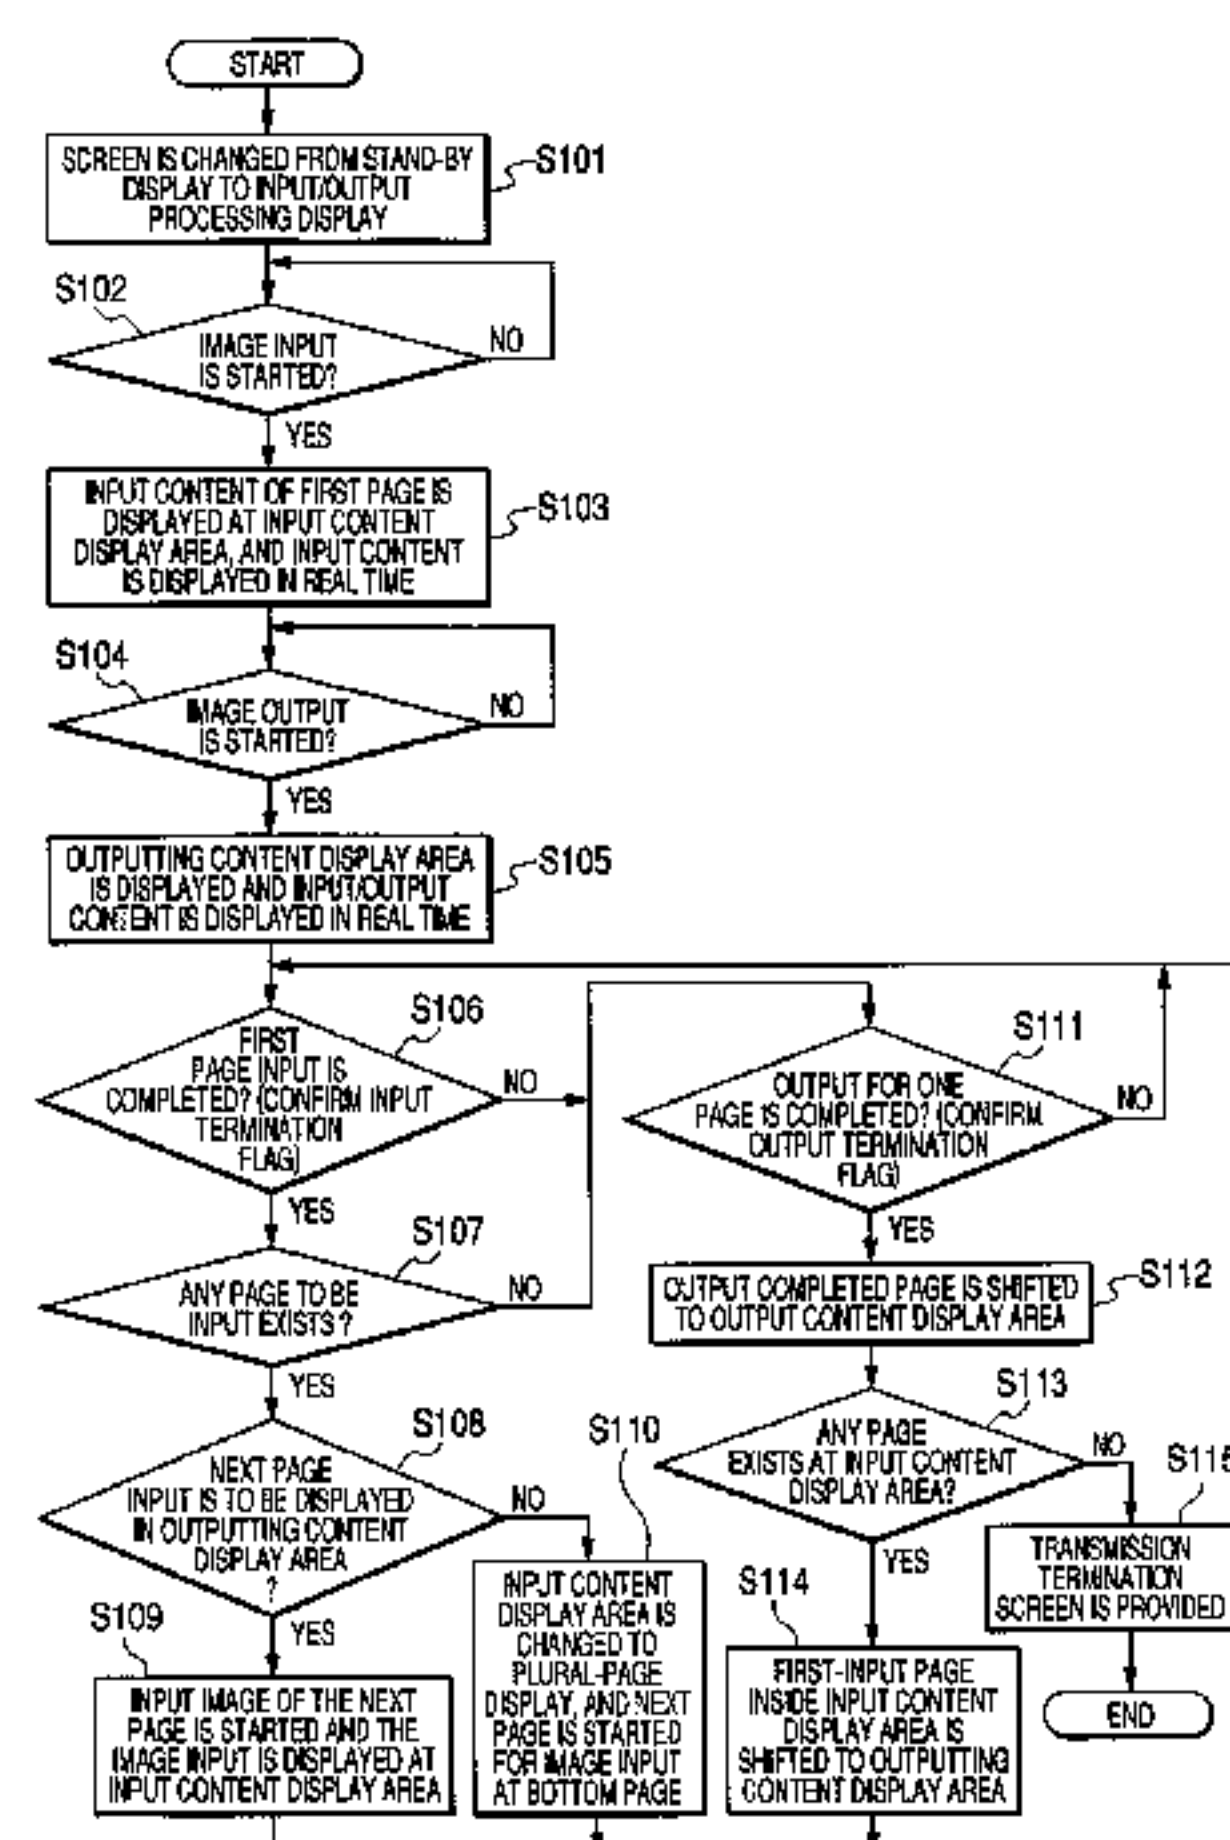 START
SCREEN IS CHANGED FROM STAND-BY
DISPLAY TO INPUT/OUTPUT
PROCESSING DISPLAY
S101
S102
IMAGE INPUT
IS STARTED?
NO
YES
INPUT CONTENT OF FIRST PAGE IS
DISPLAYED AT INPUT CONTENT
DISPLAY AREA, AND INPUT CONTENT
IS DISPLAYED IN REAL TIME
S103
S104
IMAGE OUTPUT
IS STARTED?
NO
YES
OUTPUTTING CONTENT DISPLAY AREA
IS DISPLAYED AND INPUT/OUTPUT
CONTENT IS DISPLAYED IN REAL TIME
S105
S106
FIRST
PAGE INPUT IS
COMPLETED? (CONFIRM INPUT
TERMINATION
FLAG)
NO
YES
S107
ANY PAGE TO BE
INPUT EXISTS ?
NO
YES
S108
NEXT PAGE
INPUT IS TO BE DISPLAYED
IN OUTPUTTING CONTENT
DISPLAY AREA
?
NO
YES
S109
INPUT IMAGE OF THE NEXT
PAGE IS STARTED AND THE
IMAGE INPUT IS DISPLAYED AT
INPUT CONTENT DISPLAY AREA
S110
INPUT CONTENT
DISPLAY AREA IS
CHANGED TO
PLURAL-PAGE
DISPLAY, AND NEXT
PAGE IS STARTED
FOR IMAGE INPUT
AT BOTTOM PAGE
S111
OUTPUT FOR ONE
PAGE IS COMPLETED? (CONFIRM
OUTPUT TERMINATION
FLAG)
NO
YES
OUTPUT COMPLETED PAGE IS SHIFTED
TO OUTPUT CONTENT DISPLAY AREA
S112
S113
ANY PAGE
EXISTS AT INPUT CONTENT
DISPLAY AREA?
NO
YES
S114
FIRST-INPUT PAGE
INSIDE INPUT CONTENT
DISPLAY AREA IS
SHIFTED TO OUTPUTTING
CONTENT DISPLAY AREA
S115
TRANSMISSION
TERMINATION
SCREEN IS PROVIDED
END